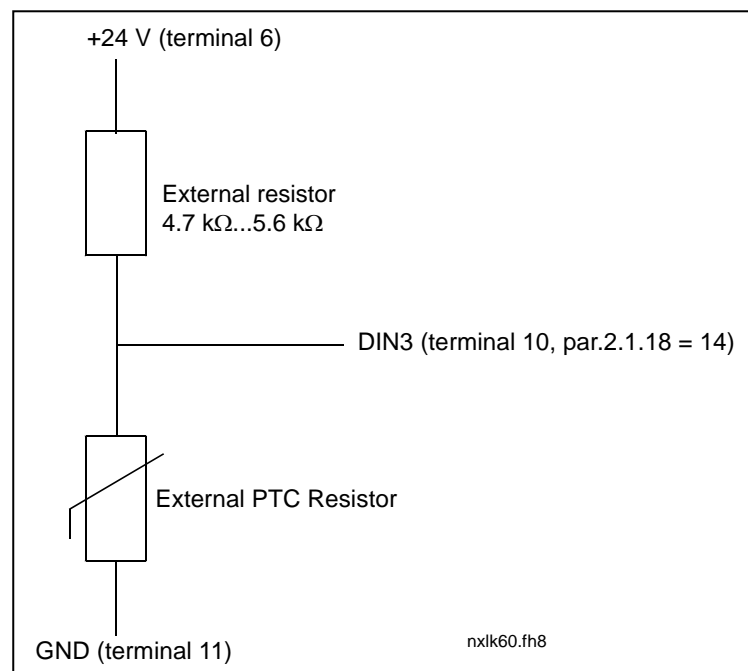 +24 V (terminal 6)
External resistor
4.7 kΩ...5.6 kΩ
DIN3 (terminal 10, par.2.1.18 = 14)
External PTC Resistor
GND (terminal 11)
nxlk60.fh8